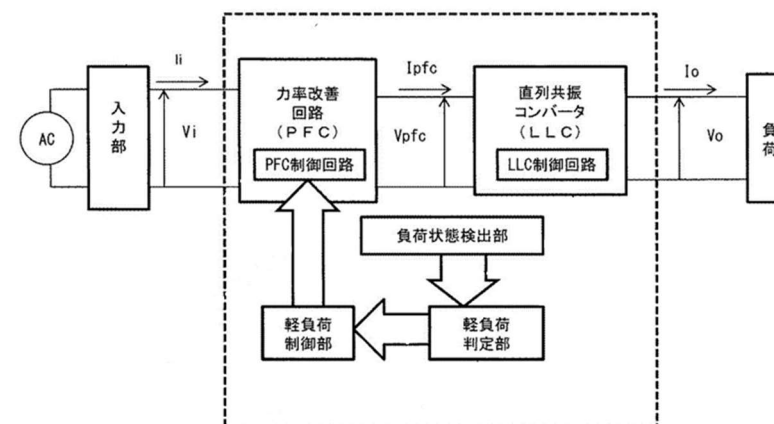 AC
入
力
部
Ii
Vi
力率改善
回路
(PFC)
PFC制御回路
Ipfc
Vpfc
直列共振
コンバータ
(LLC)
LLC制御回路
Io
Vo
負
荷
負荷状態検出部
軽負荷
制御部
軽負荷
判定部